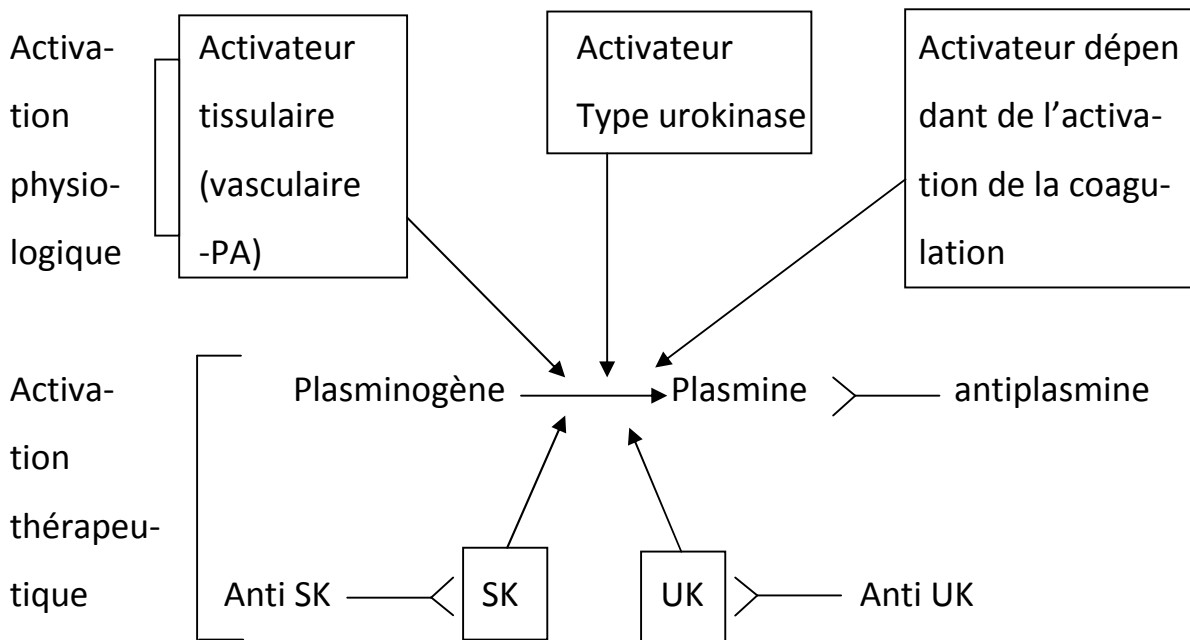 Activa-
tion
physio-
logique
Activateur
tissulaire
(vasculaire
-PA)
Activateur
Type urokinase
Activateur dépen
dant de l’activa-
tion de la coagu-
lation
Activa-
tion
thérapeu-
tique
Plasminogène Plasmine antiplasmine
Anti SK SK UK Anti UK